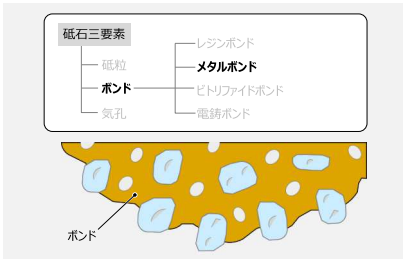 砥石三要素
砥粒
ボンド
気孔
レジンボンド
メタルボンド
ビトリファイドボンド
電鋳ボンド
ボンド